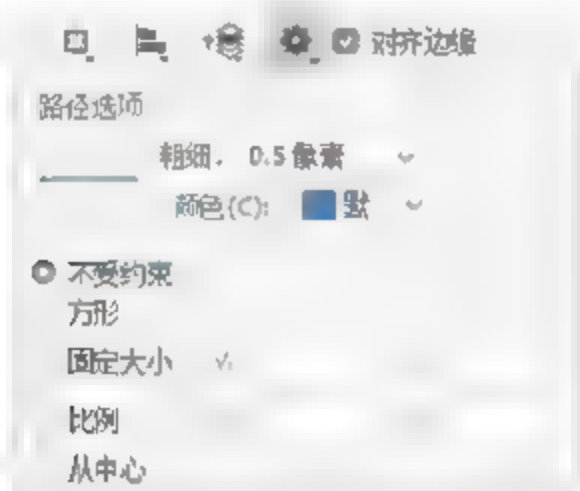 对齐边缘
路径选项
粗细. 0.5 像素
颜色(C): 默
不受约束
方形
固定大小
比例
从中心